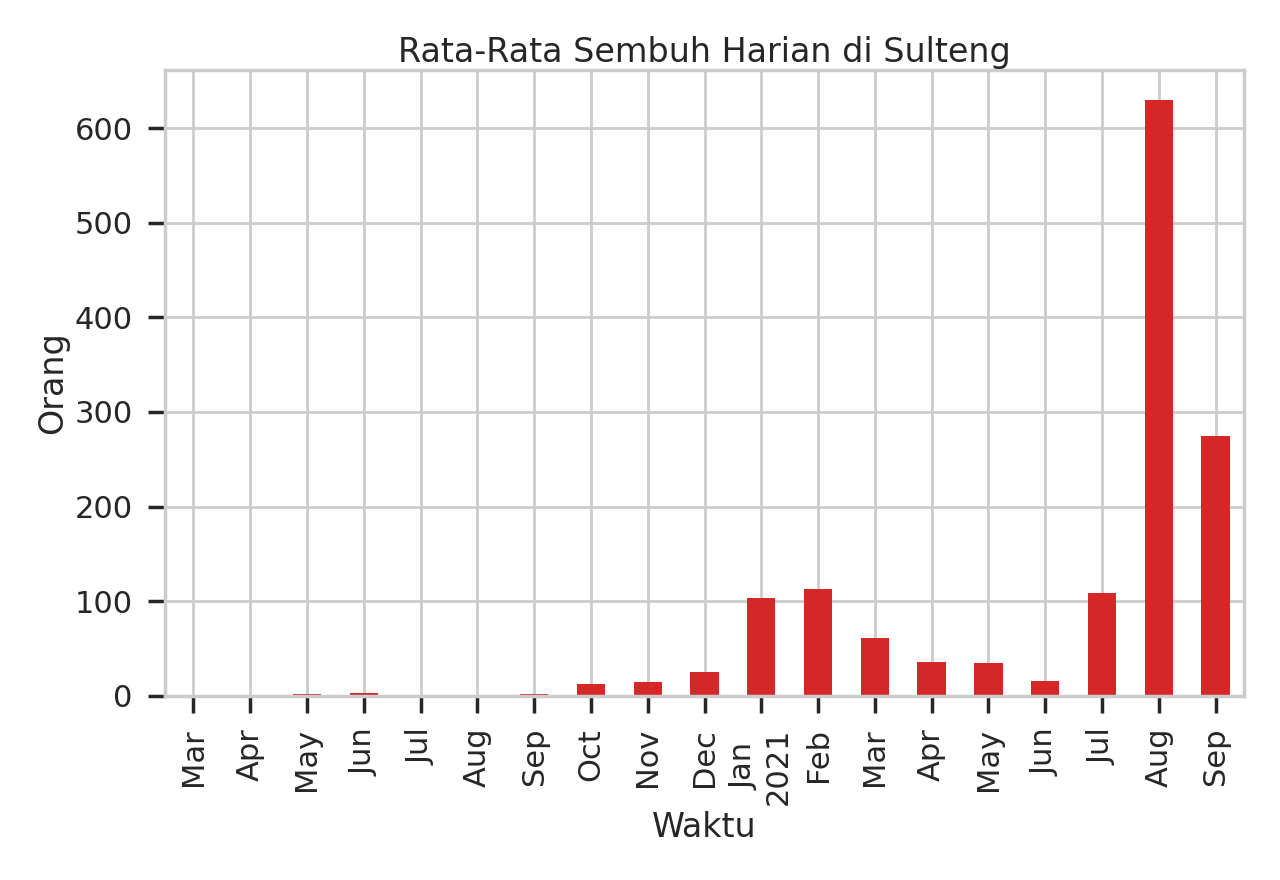 Rata-Rata Sembuh Harian di Sulteng
Orang
600
500
400
300
200
100
0
Mar
Apr
May
Jun
Jul
Aug
Sep
Oct
Nov
Dec
Jan
2021
Feb
Mar
Apr
May
Jun
Jul
Aug
Sep
Waktu